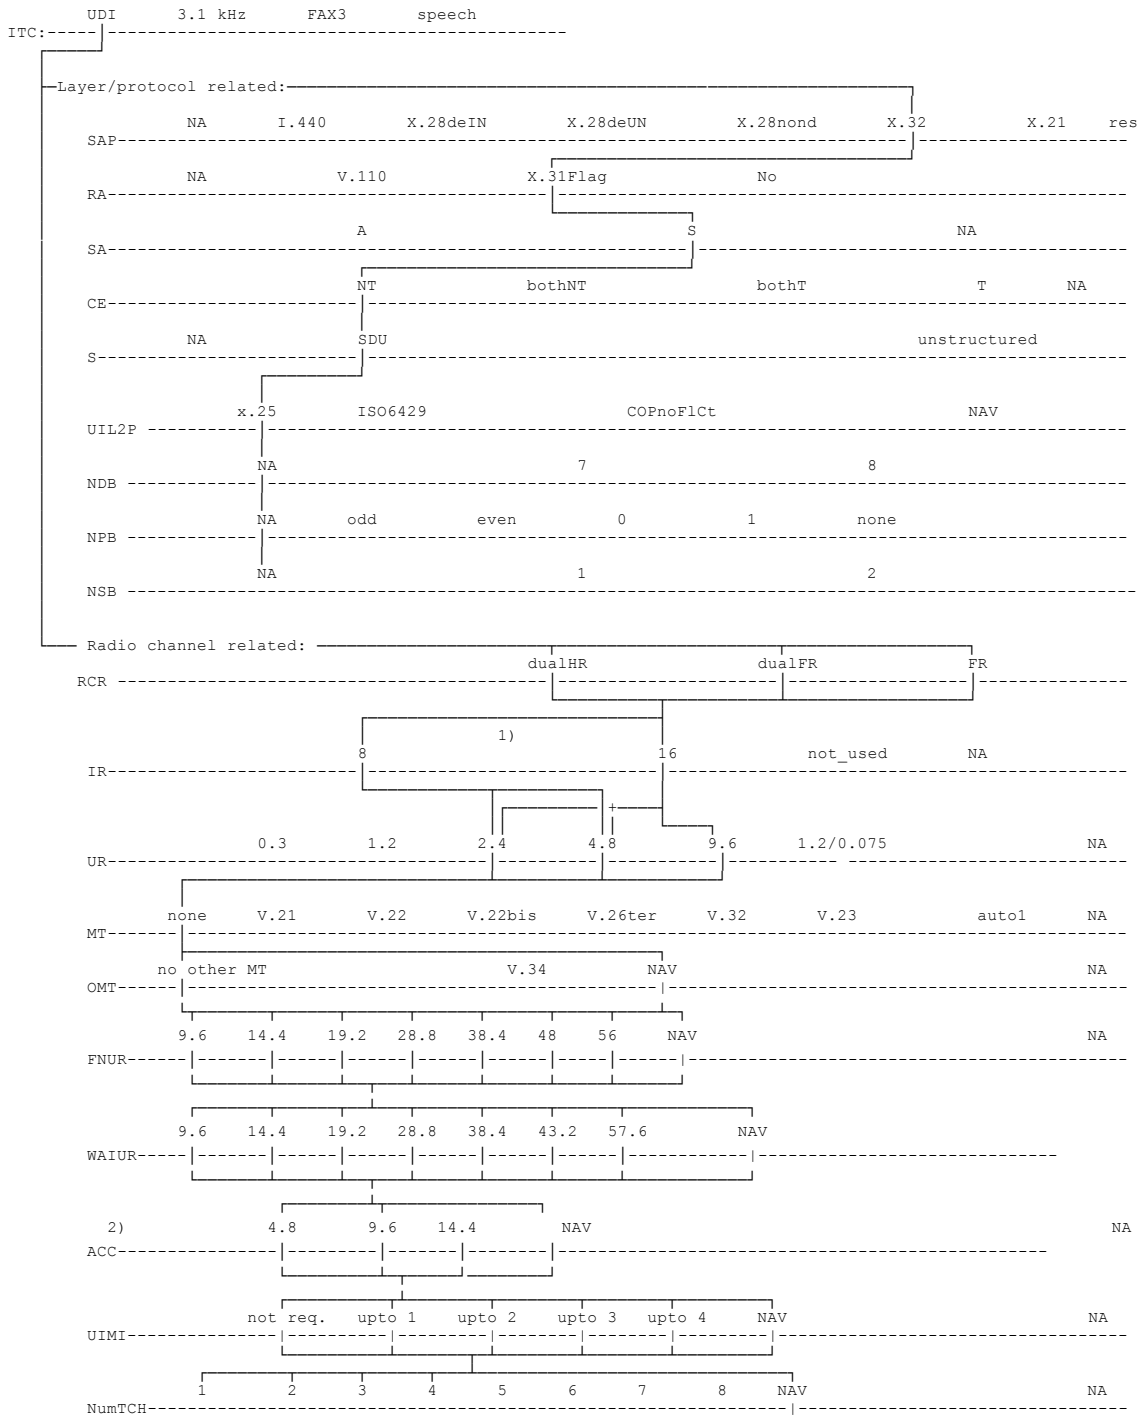 UDI 3.1 kHz FAX3 speech
ITC:
Layer/protocol related:
NA I.440 X.28deIN X.28deUN X.28nond X.32 X.21 res
SAP
NA V.110 X.31Flag No
RA
A S NA
SA
NT bothNT bothT T NA
CE
NA SDU unstructured
S
x.25 ISO6429 COPnoFlCt NAV
UIL2P
NA 7 8
NDB
NA odd even 0 1 none
NPB
NA 1 2
NSB
Radio channel related:
dualHR dualFR FR
RCR
1)
8 16 not_used NA
IR
+
0.3 1.2 2.4 4.8 9.6 1.2/0.075 NA
UR
none V.21 V.22 V.22bis V.26ter V.32 V.23 auto1 NA
MT
no other MT V.34 NAV NA
OMT
9.6 14.4 19.2 28.8 38.4 48 56 NAV NA
FNUR
9.6 14.4 19.2 28.8 38.4 43.2 57.6 NAV
WAIUR
2) 4.8 9.6 14.4 NAV NA
ACC
not req. upto 1 upto 2 upto 3 upto 4 NAV NA
UIMI
1 2 3 4 5 6 7 8 NAV NA
NumTCH